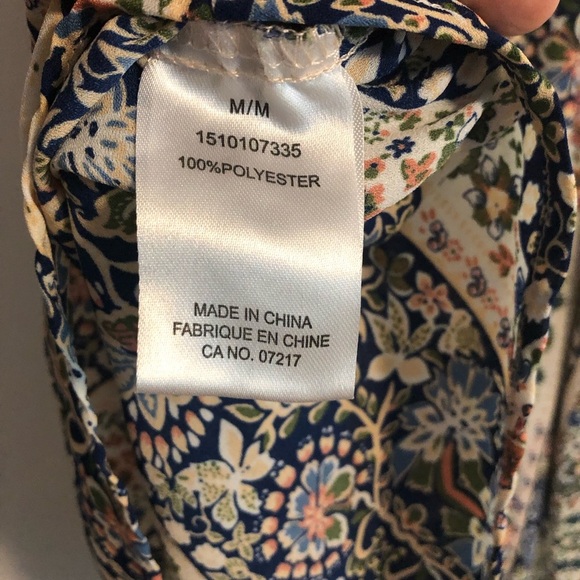 M/M
1510107335
100%POLYESTER
MADE IN CHINA
FABRIQUE EN CHINE
CA NO. 07217